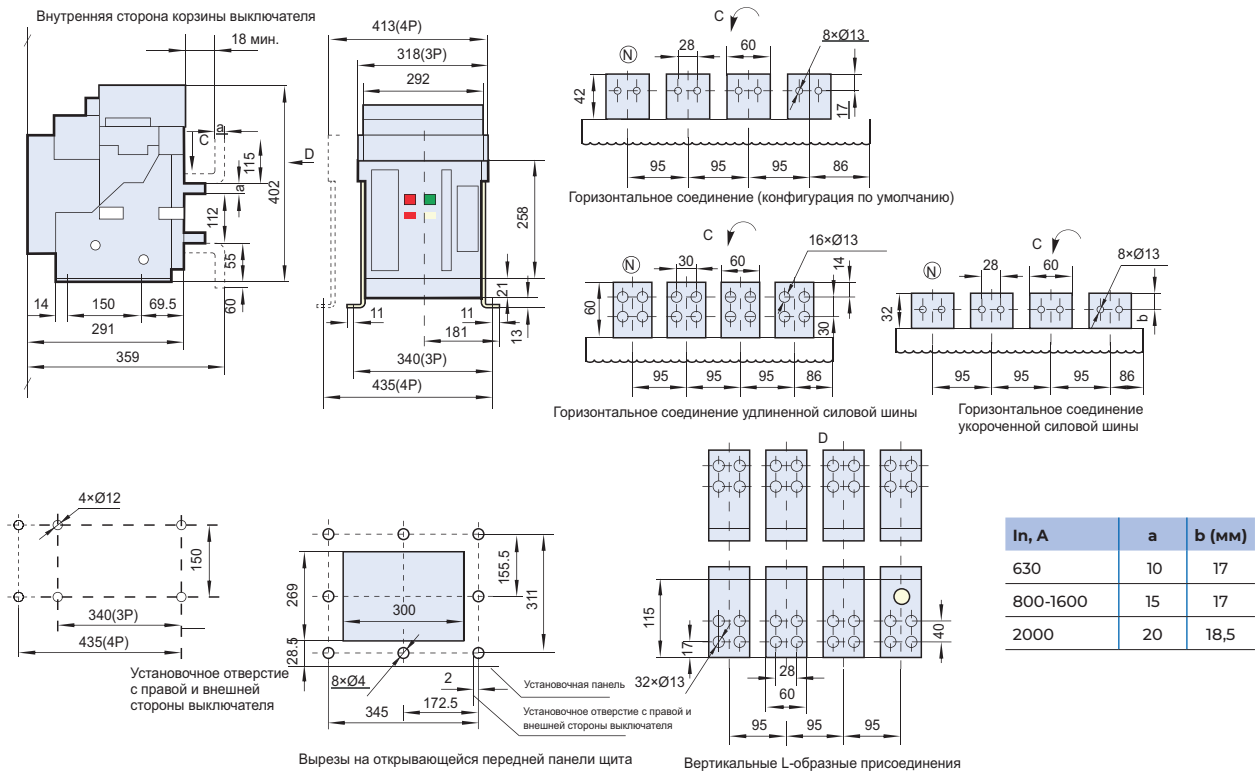 Внутренняя сторона корзины выключателя
18 мин.
C
a
115
a
402
D
112
55
60
14
150
69.5
291
359
413(4P)
318(3P)
292
258
21
11
11
13
181
340(3P)
435(4P)
C
N
28
60
8×Ø13
42
17
95
95
95
86
Горизонтальное соединение (конфигурация по умолчанию)
C
N
30
60
16×Ø13
14
60
30
95
95
95
86
Горизонтальное соединение удлиненной силовой шины
C
N
28
60
8×Ø13
32
b
95
95
95
86
Горизонтальное соединение
укороченной силовой шины
4×Ø12
150
340(3P)
435(4P)
Установочное отверстие
с правой и внешней
стороны выключателя
269
300
155.5
311
28.5
8×Ø4
2
172.5
345
Установочная панель
Установочное отверстие с правой и
внешней стороны выключателя
Вырезы на открывающейся передней панели щита
D
115
17
40
32×Ø13
28
60
95
95
95
Вертикальные L-образные присоединения
In, A a b (мм)
630 10 17
800-1600 15 17
2000 20 18,5